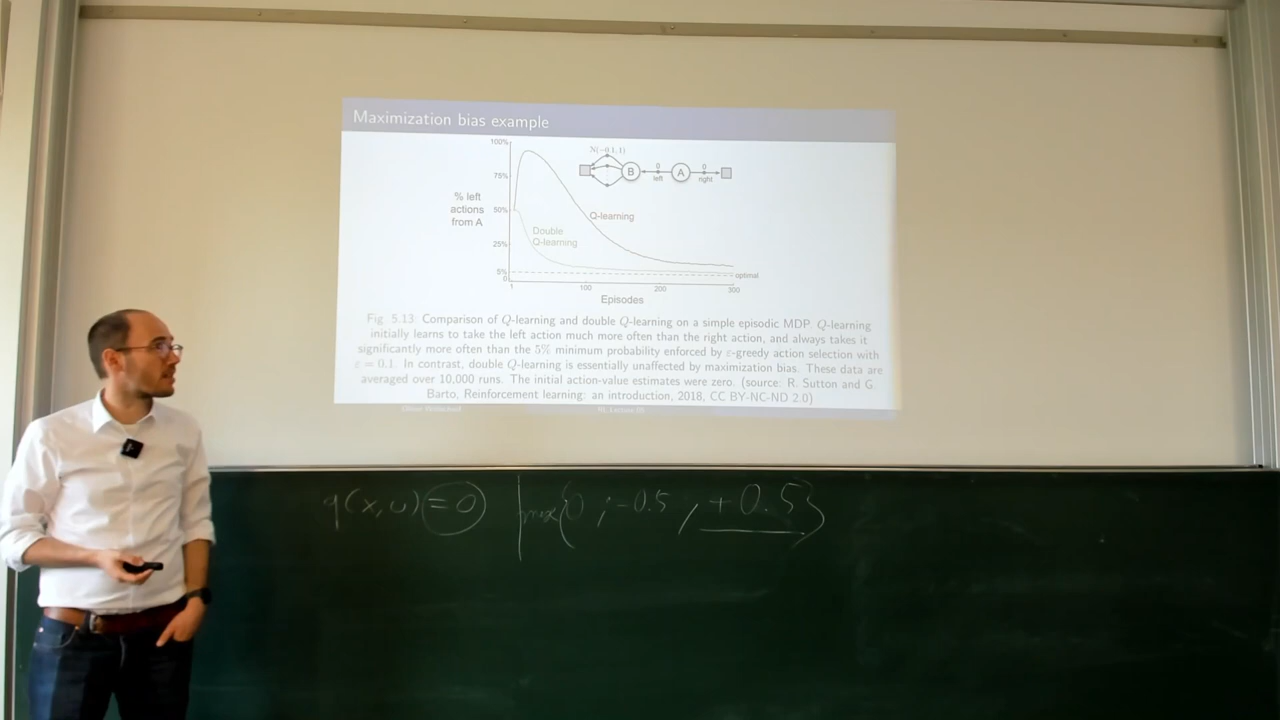 Maximization bias example
100%
N(−0.1, 1)
75%
B
0
left
A
0
right
% left
actions
from A
50%
Q-learning
Double
Q-learning
25%
5%
0
optimal
1
100
200
300
Episodes
Fig. 5.13: Comparison of Q-learning and double Q-learning on a simple episodic MDP. Q-learning
initially learns to take the left action much more often than the right action, and always takes it
significantly more often than the 5% minimum probability enforced by ε-greedy action selection with
ε = 0.1. In contrast, double Q-learning is essentially unaffected by maximization bias. These data are
averaged over 10,000 runs. The initial action-value estimates were zero. (source: R. Sutton and G.
Barto, Reinforcement learning: an introduction, 2018, CC BY-NC-ND 2.0)
q(x,u)=0 max{0 ; -0.5 , +0.5}